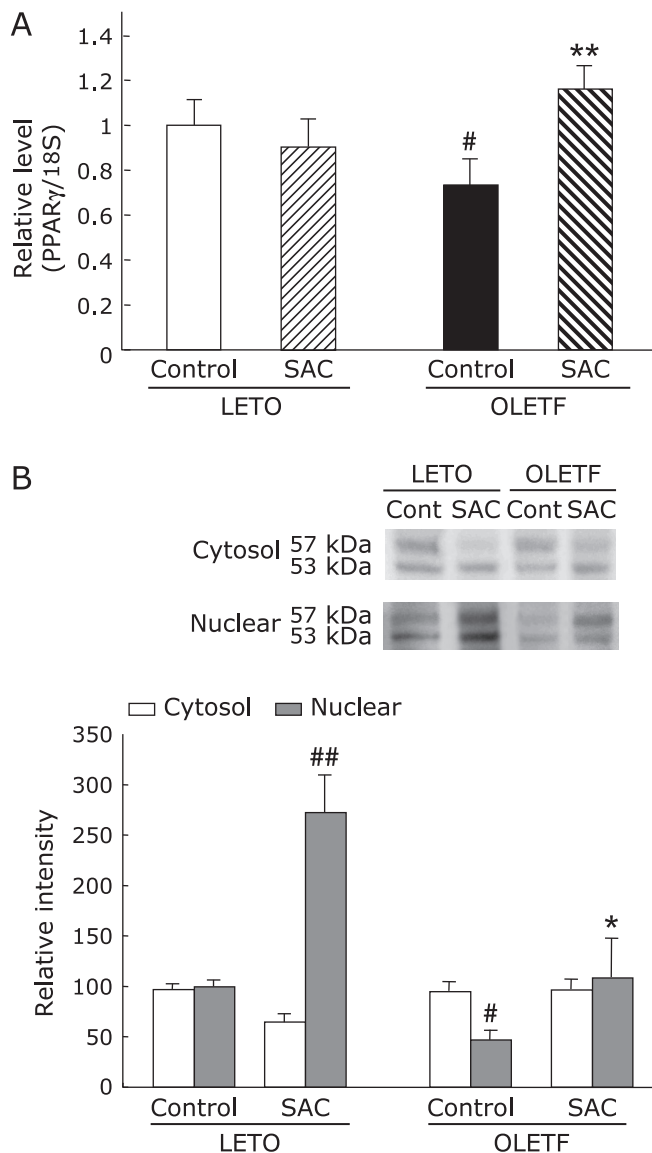 A
Relative level
(PPARγ/18S)
1.4
1.2
1
0.8
0.6
0.4
0.2
0
#
**
Control SAC Control SAC
LETO OLETF
B
LETO OLETF
Cont SAC Cont SAC
Cytosol 57 kDa
53 kDa
Nuclear 57 kDa
53 kDa
Cytosol Nuclear
Relative intensity
350
300
250
200
150
100
50
0
##
#
*
Control SAC Control SAC
LETO OLETF